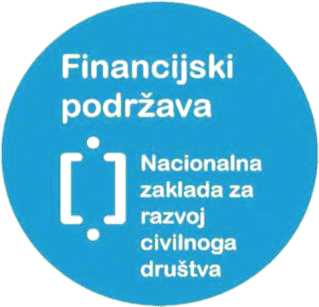 Financijski
podržava
Nacionalna
zaklada za
razvoj
civilnoga
društva